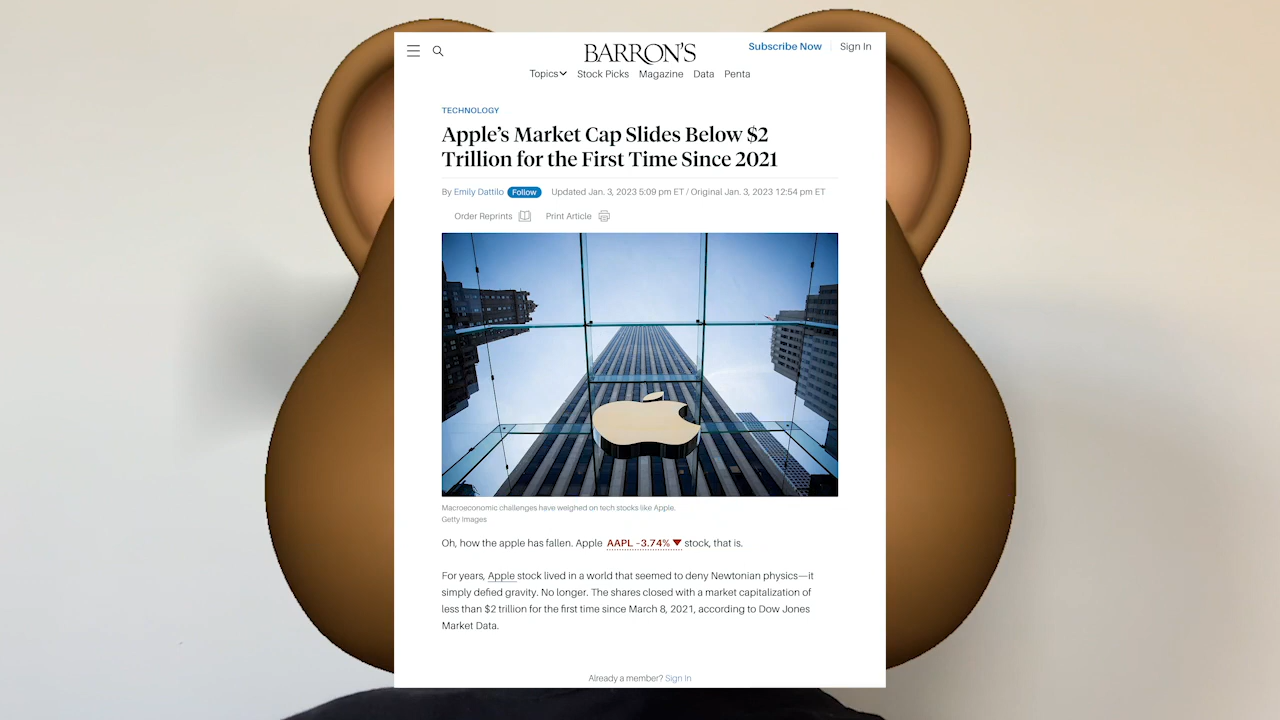 BARRON'S
Subscribe Now
Sign In
Topics
Stock Picks
Magazine
Data
Penta
TECHNOLOGY
Apple’s Market Cap Slides Below $2
Trillion for the First Time Since 2021
By Emily Dattilo Follow Updated Jan. 3, 2023 5:09 pm ET / Original Jan. 3, 2023 12:54 pm ET
Order Reprints Print Article
Macroeconomic challenges have weighed on tech stocks like Apple.
Getty Images
Oh, how the apple has fallen. Apple AAPL -3.74% ▼ stock, that is.
For years, Apple stock lived in a world that seemed to deny Newtonian physics—it
simply defied gravity. No longer. The shares closed with a market capitalization of
less than $2 trillion for the first time since March 8, 2021, according to Dow Jones
Market Data.
Already a member? Sign In